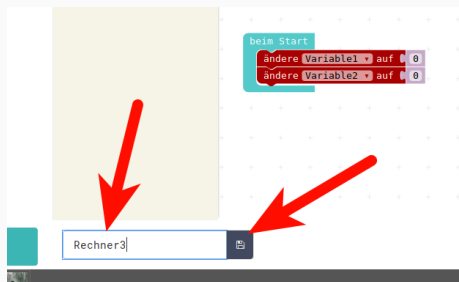 beim Start
ändere Variable1 auf 0
ändere Variable2 auf 0
Rechner3